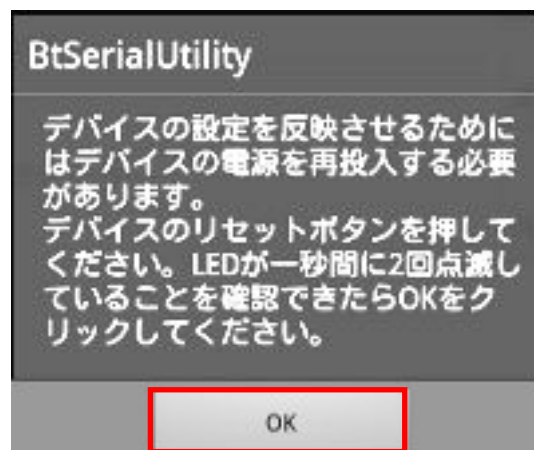 BtSerialUtility
デバイスの設定を反映させるために
はデバイスの電源を再投入する必要
があります。
デバイスのリセットボタンを押して
ください。LEDが一秒間に2回点滅し
ていることを確認できたらOKをク
リックしてください。
OK